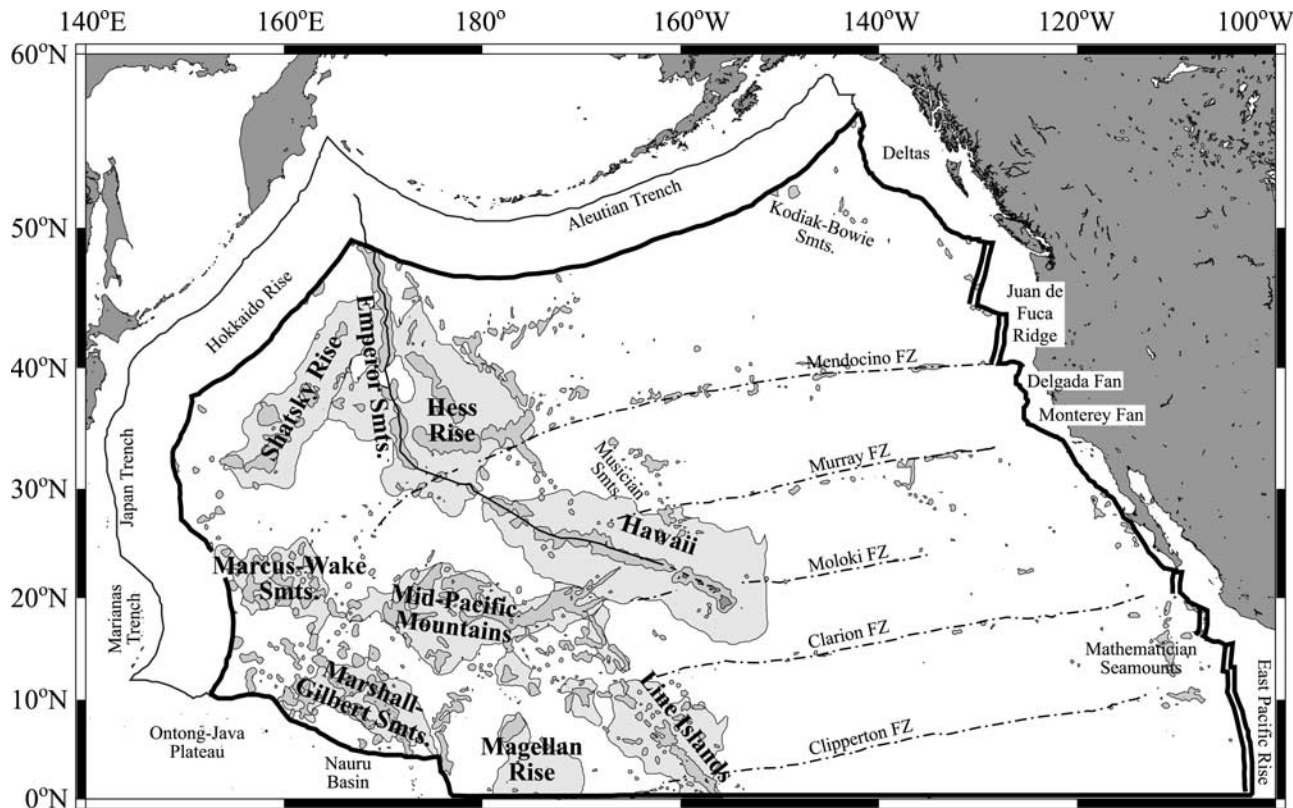 140°E 160°E 180° 160°W 140°W 120°W 100°W
60°N
50°N
40°N
30°N
20°N
10°N
0°N
Deltas
Aleutian Trench
Kodiak-Bowie
Smts.
Hokkaido Rise
Juan de
Fuca
Ridge
Emperor Smts.
Shatsky Rise
Mendocino FZ
Delgada Fan
Monterey Fan
Hess
Rise
Japan Trench
Musician
Smts.
Murray FZ
Hawaii
Marcus-Wake
Smts.
Moloki FZ
Mid-Pacific
Mountains
Marianas
Trench
Clarion FZ
Mathematician
Seamounts
Marshall-
Gilbert Smts.
Line Islands
East Pacific Rise
Ontong-Java
Plateau
Nauru
Basin
Magellan
Rise
Clipperton FZ